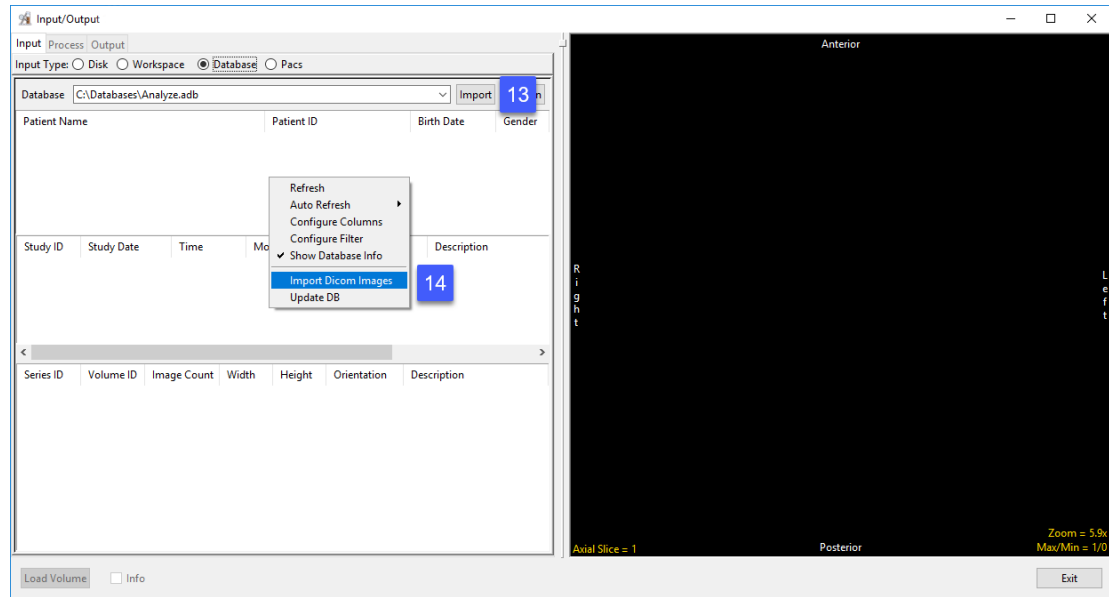 Input/Output
Input Process Output
Input Type: Disk Workspace Database Pacs
Database C:\Databases\Analyze.adb Import 13 n
Patient Name Patient ID Birth Date Gender
Refresh
Auto Refresh
Configure Columns
Configure Filter
Show Database Info
Import Dicom Images 14
Update DB
Study ID Study Date Time Mo Description
Series ID Volume ID Image Count Width Height Orientation Description
Load Volume Info
Anterior
Right
Left
Zoom = 5.9x
Axial Slice = 1 Posterior Max/Min = 1/0
Exit